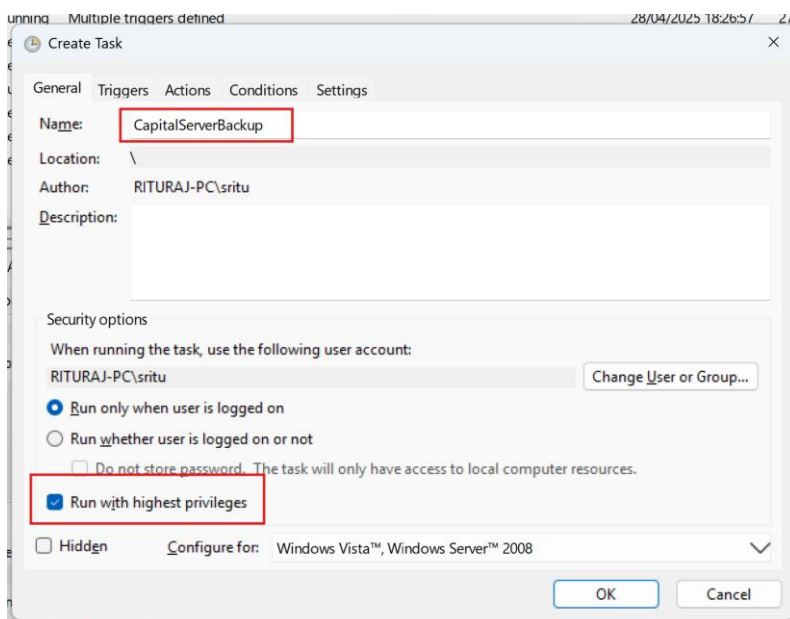 unning Multiple triggers defined 28/04/2025 18:26:57
Create Task
General Triggers Actions Conditions Settings
Name: CapitalServerBackup
Location: \
Author: RITURAJ-PC\sritu
Description:
Security options
When running the task, use the following user account:
RITURAJ-PC\sritu Change User or Group...
Run only when user is logged on
Run whether user is logged on or not
Do not store password. The task will only have access to local computer resources.
Run with highest privileges
Hidden Configure for: Windows Vista™, Windows Server™ 2008
OK Cancel